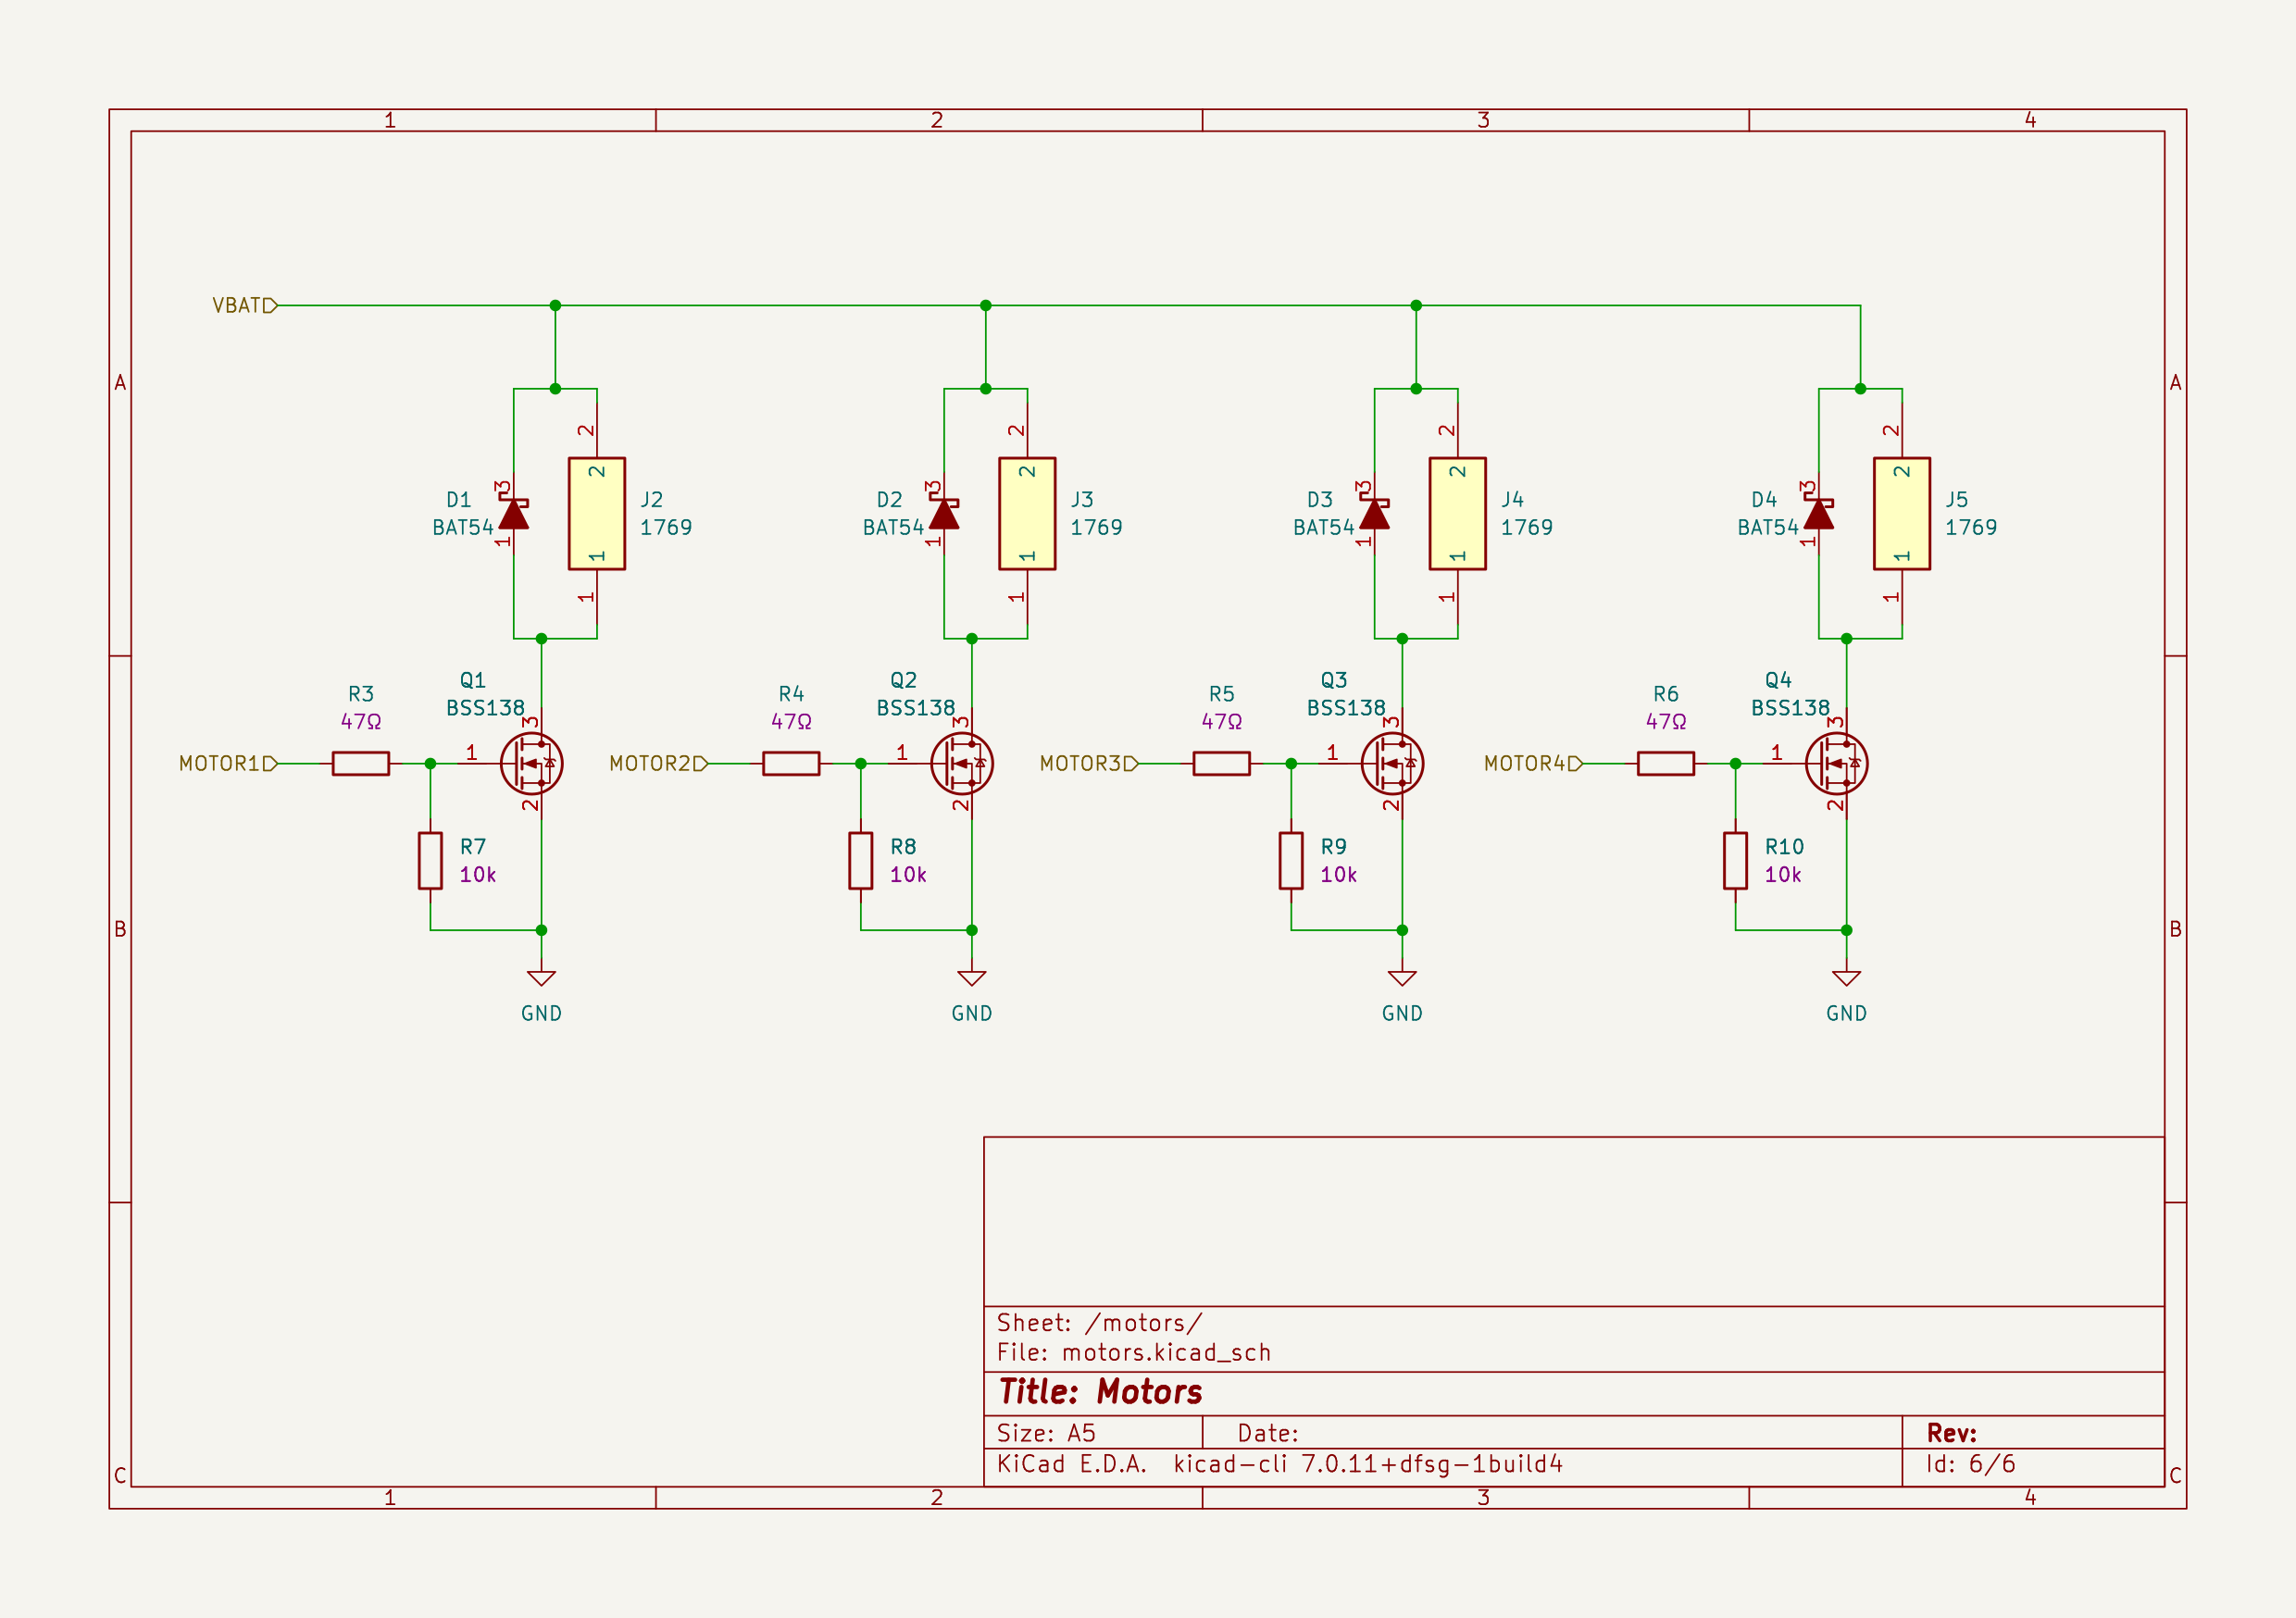 1 2 3 4
VBAT
A A
2 2 2 2
2 2 2 2
3 3 3 3
D1 J2 D2 J3 D3 J4 D4 J5
BAT54 1769 BAT54 1769 BAT54 1769 BAT54 1769
1 1 1 1
1 1 1 1
1 1 1 1
Q1 Q2 Q3 Q4
R3 R4 R5 R6
BSS138 BSS138 BSS138 BSS138
47Ω 47Ω 47Ω 47Ω
3 3 3 3
1 1 1 1
MOTOR1 MOTOR2 MOTOR3 MOTOR4
2 2 2 2
R7 R8 R9 R10
10k 10k 10k 10k
B B
GND GND GND GND
Sheet: /motors/
File: motors.kicad_sch
Title: Motors
Size: A5 Date: Rev:
KiCad E.D.A. kicad-cli 7.0.11+dfsg-1build4 Id: 6/6
C C
1 2 3 4